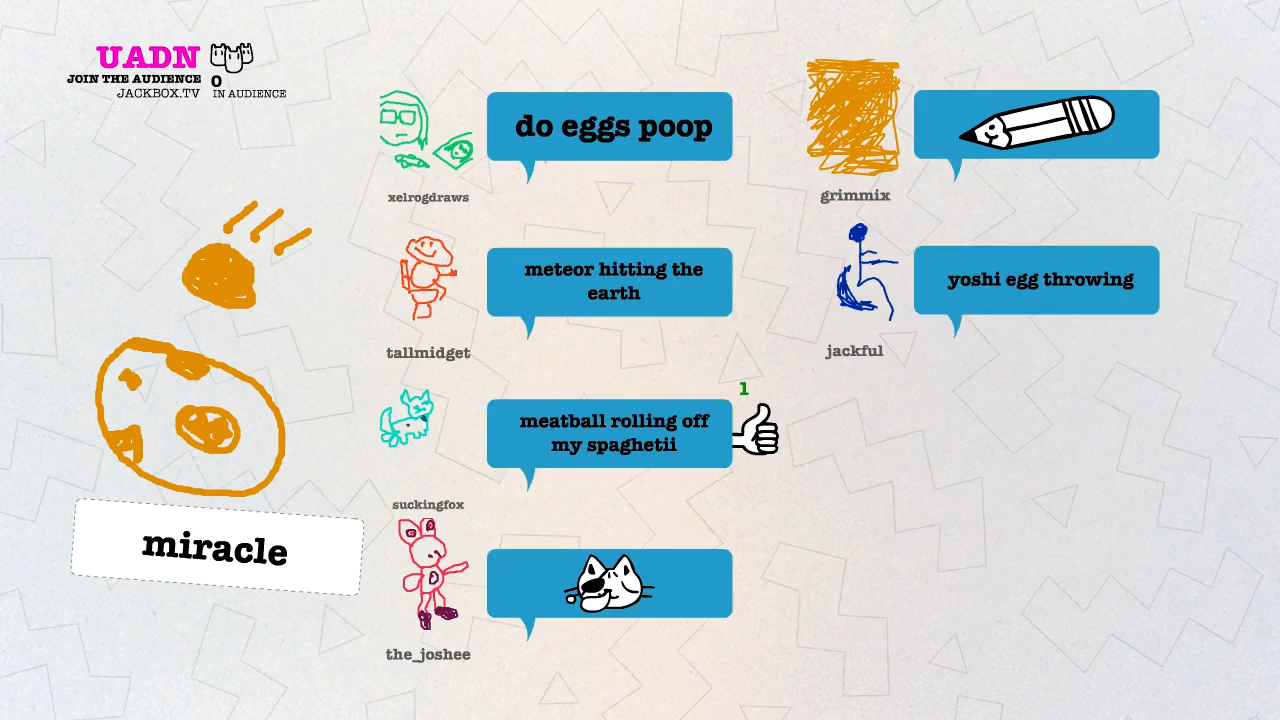 UADN
JOIN THE AUDIENCE
JACKBOX.TV
0
IN AUDIENCE
miracle
do eggs poop
xelrogdraws
meteor hitting the
earth
tallmidget
1
meatball rolling off
my spaghetii
suckingfox
the_joshee
grimmix
yoshi egg throwing
jackful